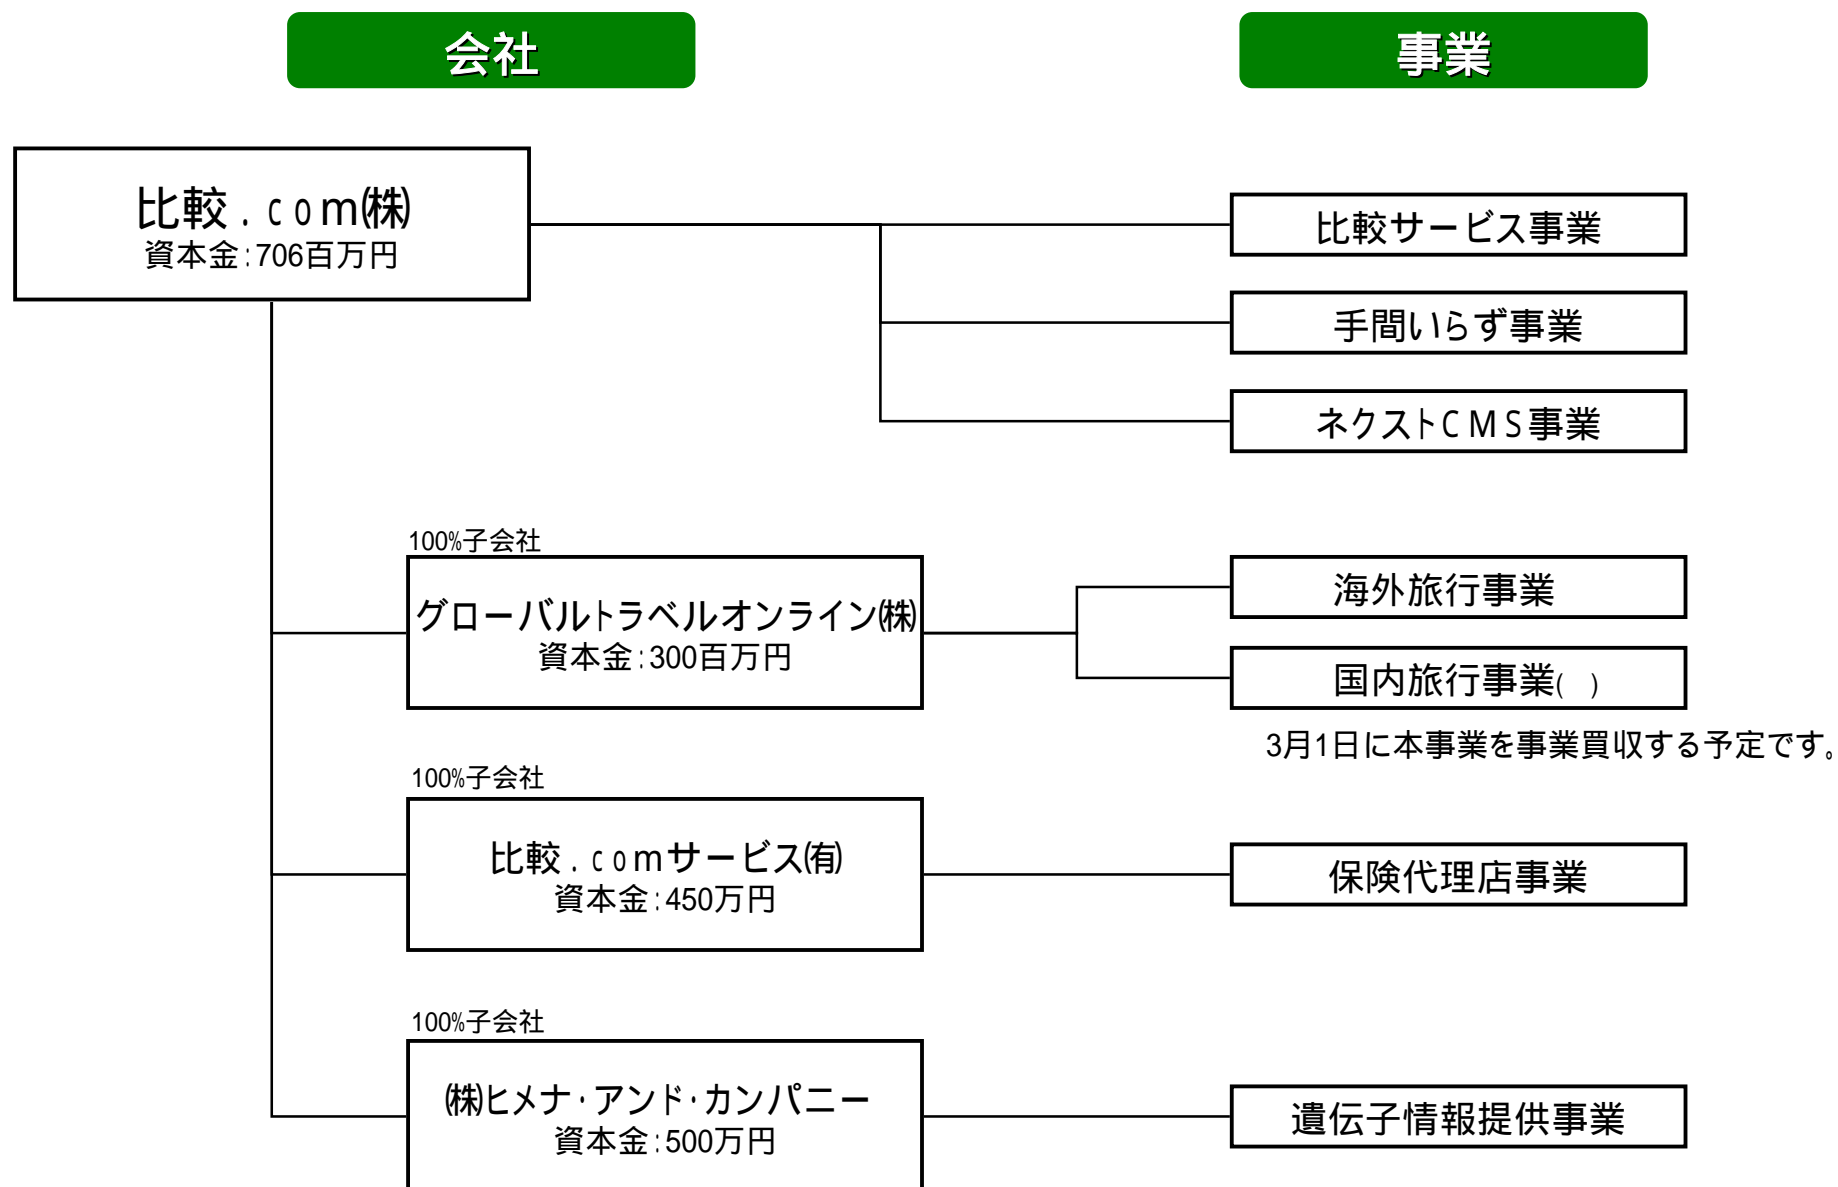 会社
事業
比較.com㈱
資本金:706百万円
比較サービス事業
手間いらず事業
ネクストCMS事業
100%子会社
グローバルトラベルオンライン㈱
資本金:300百万円
海外旅行事業
国内旅行事業( )
3月1日に本事業を事業買収する予定です。
100%子会社
比較.comサービス㈲
資本金:450万円
保険代理店事業
100%子会社
㈱ヒメナ・アンド・カンパニー
資本金:500万円
遺伝子情報提供事業